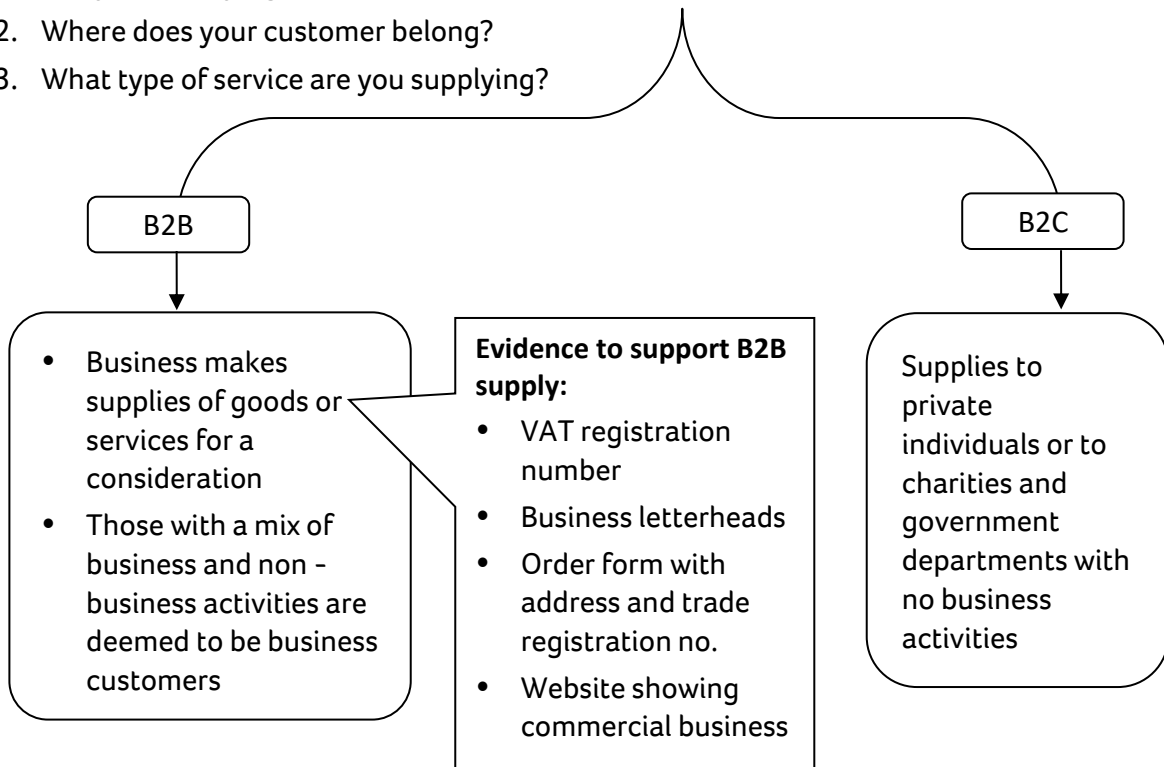 2. Where does your customer belong?
3. What type of service are you supplying?
B2B
B2C
• Business makes
supplies of goods or
services for a
consideration
• Those with a mix of
business and non -
business activities are
deemed to be business
customers
Evidence to support B2B
supply:
• VAT registration
number
• Business letterheads
• Order form with
address and trade
registration no.
• Website showing
commercial business
Supplies to
private
individuals or to
charities and
government
departments with
no business
activities